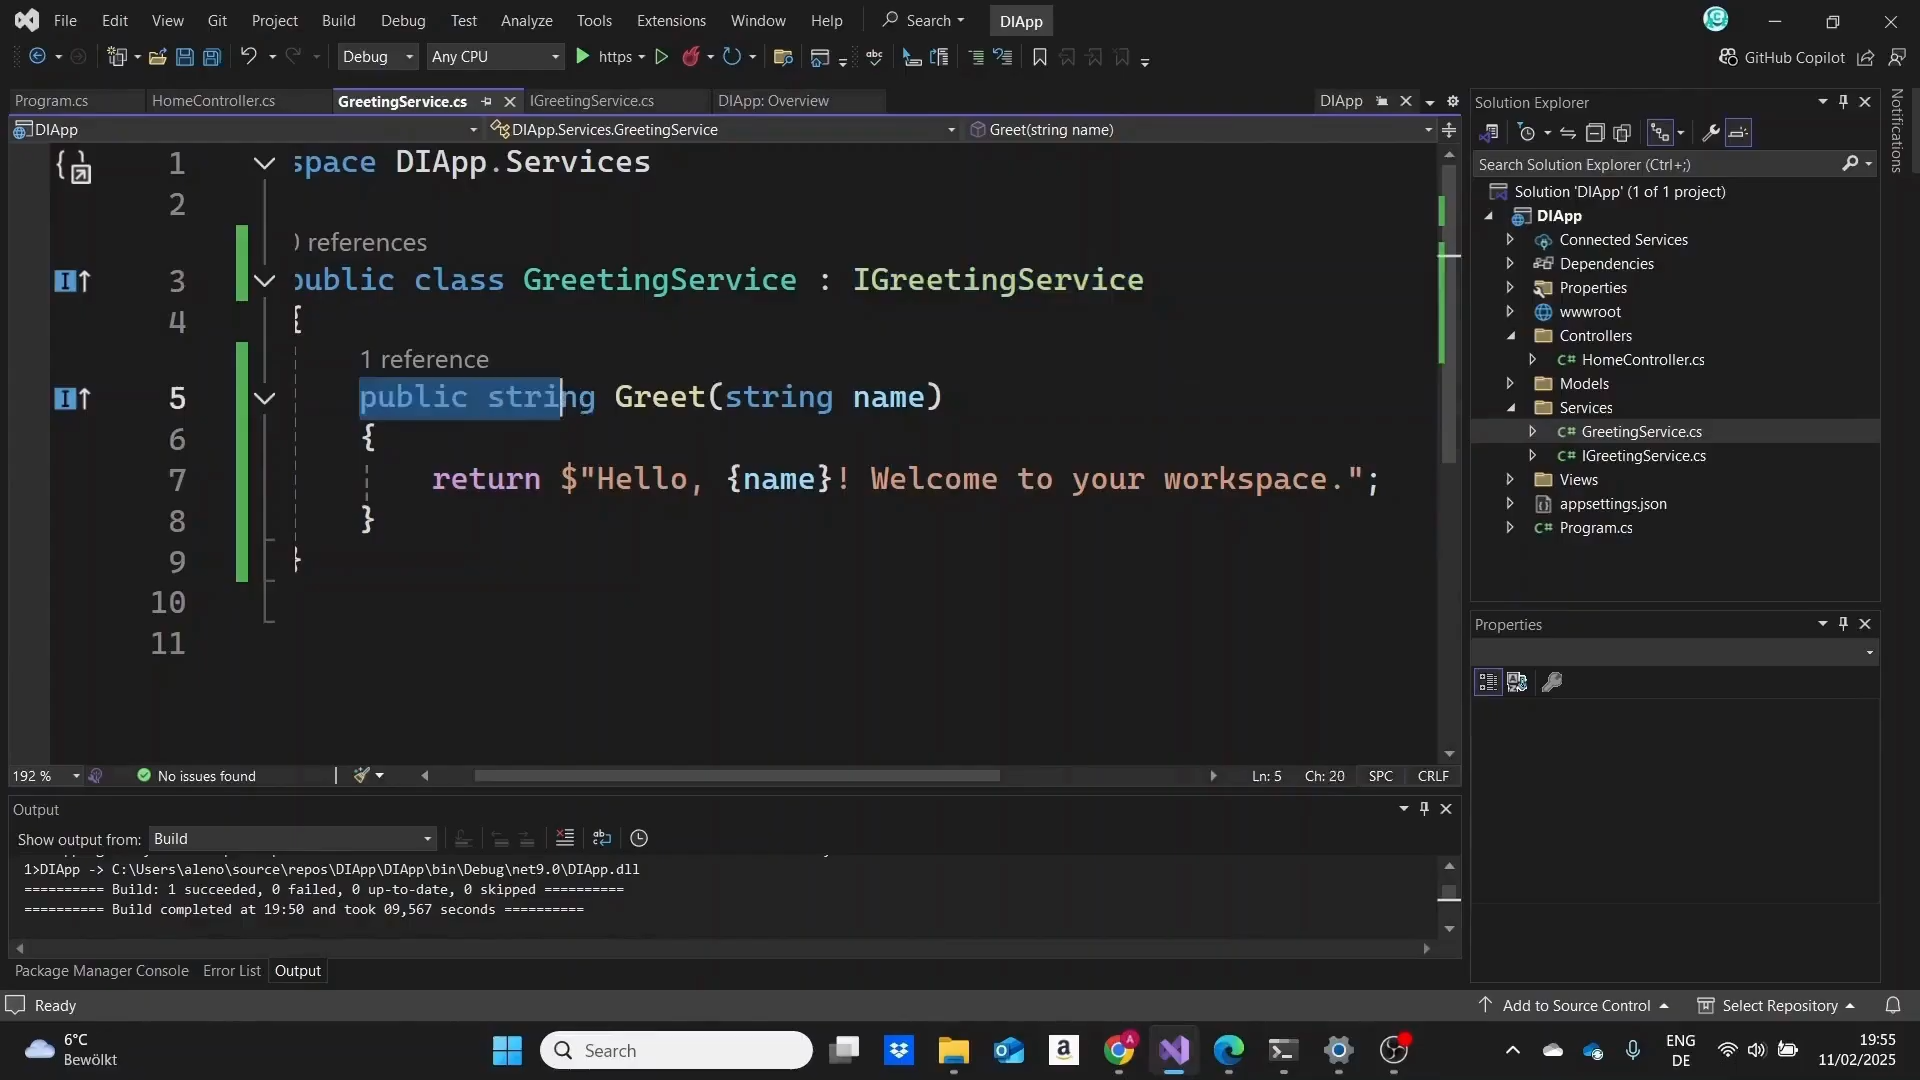 File Edit View Git Project Build Debug Test Analyze Tools Extensions Window Help Search DIApp
Debug Any CPU https GitHub Copilot
Program.cs HomeController.cs GreetingService.cs IGreetingService.cs DIApp: Overview DIApp
DIApp DIApp.Services.GreetingService Greet(string name)
1 space DIApp.Services
2
references
3 public class GreetingService : IGreetingService
4 {
1 reference
5 public string Greet(string name)
6 {
7 return $"Hello, {name}! Welcome to your workspace.";
8 }
9 }
10
11
192 % No issues found Ln: 5 Ch: 20 SPC CRLF
Output
Show output from: Build
1>DIApp -> C:\Users\aleno\source\repos\DIApp\DIApp\bin\Debug\net9.0\DIApp.dll
========== Build: 1 succeeded, 0 failed, 0 up-to-date, 0 skipped ==========
========== Build completed at 19:50 and took 09,567 seconds ==========
Package Manager Console Error List Output
Solution Explorer
Search Solution Explorer (Ctrl+;)
Solution 'DIApp' (1 of 1 project)
DIApp
Connected Services
Dependencies
Properties
wwwroot
Controllers
C# HomeController.cs
Models
Services
C# GreetingService.cs
C# IGreetingService.cs
Views
appsettings.json
C# Program.cs
Properties
Notifications
Ready Add to Source Control Select Repository
6°C
Bewölkt
Search
ENG
DE
19:55
11/02/2025